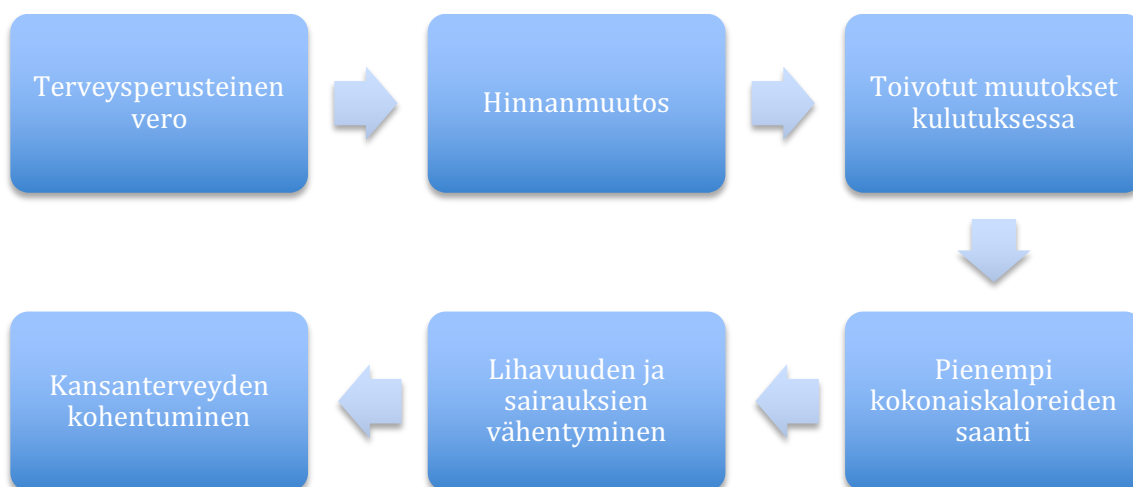 Terveysperusteinen
vero
Hinnanmuutos
Toivotut muutokset
kulutuksessa
Pienempi
kokonaiskaloreiden
saanti
Lihavuuden ja
sairauksien
vähentyminen
Kansanterveyden
kohentuminen